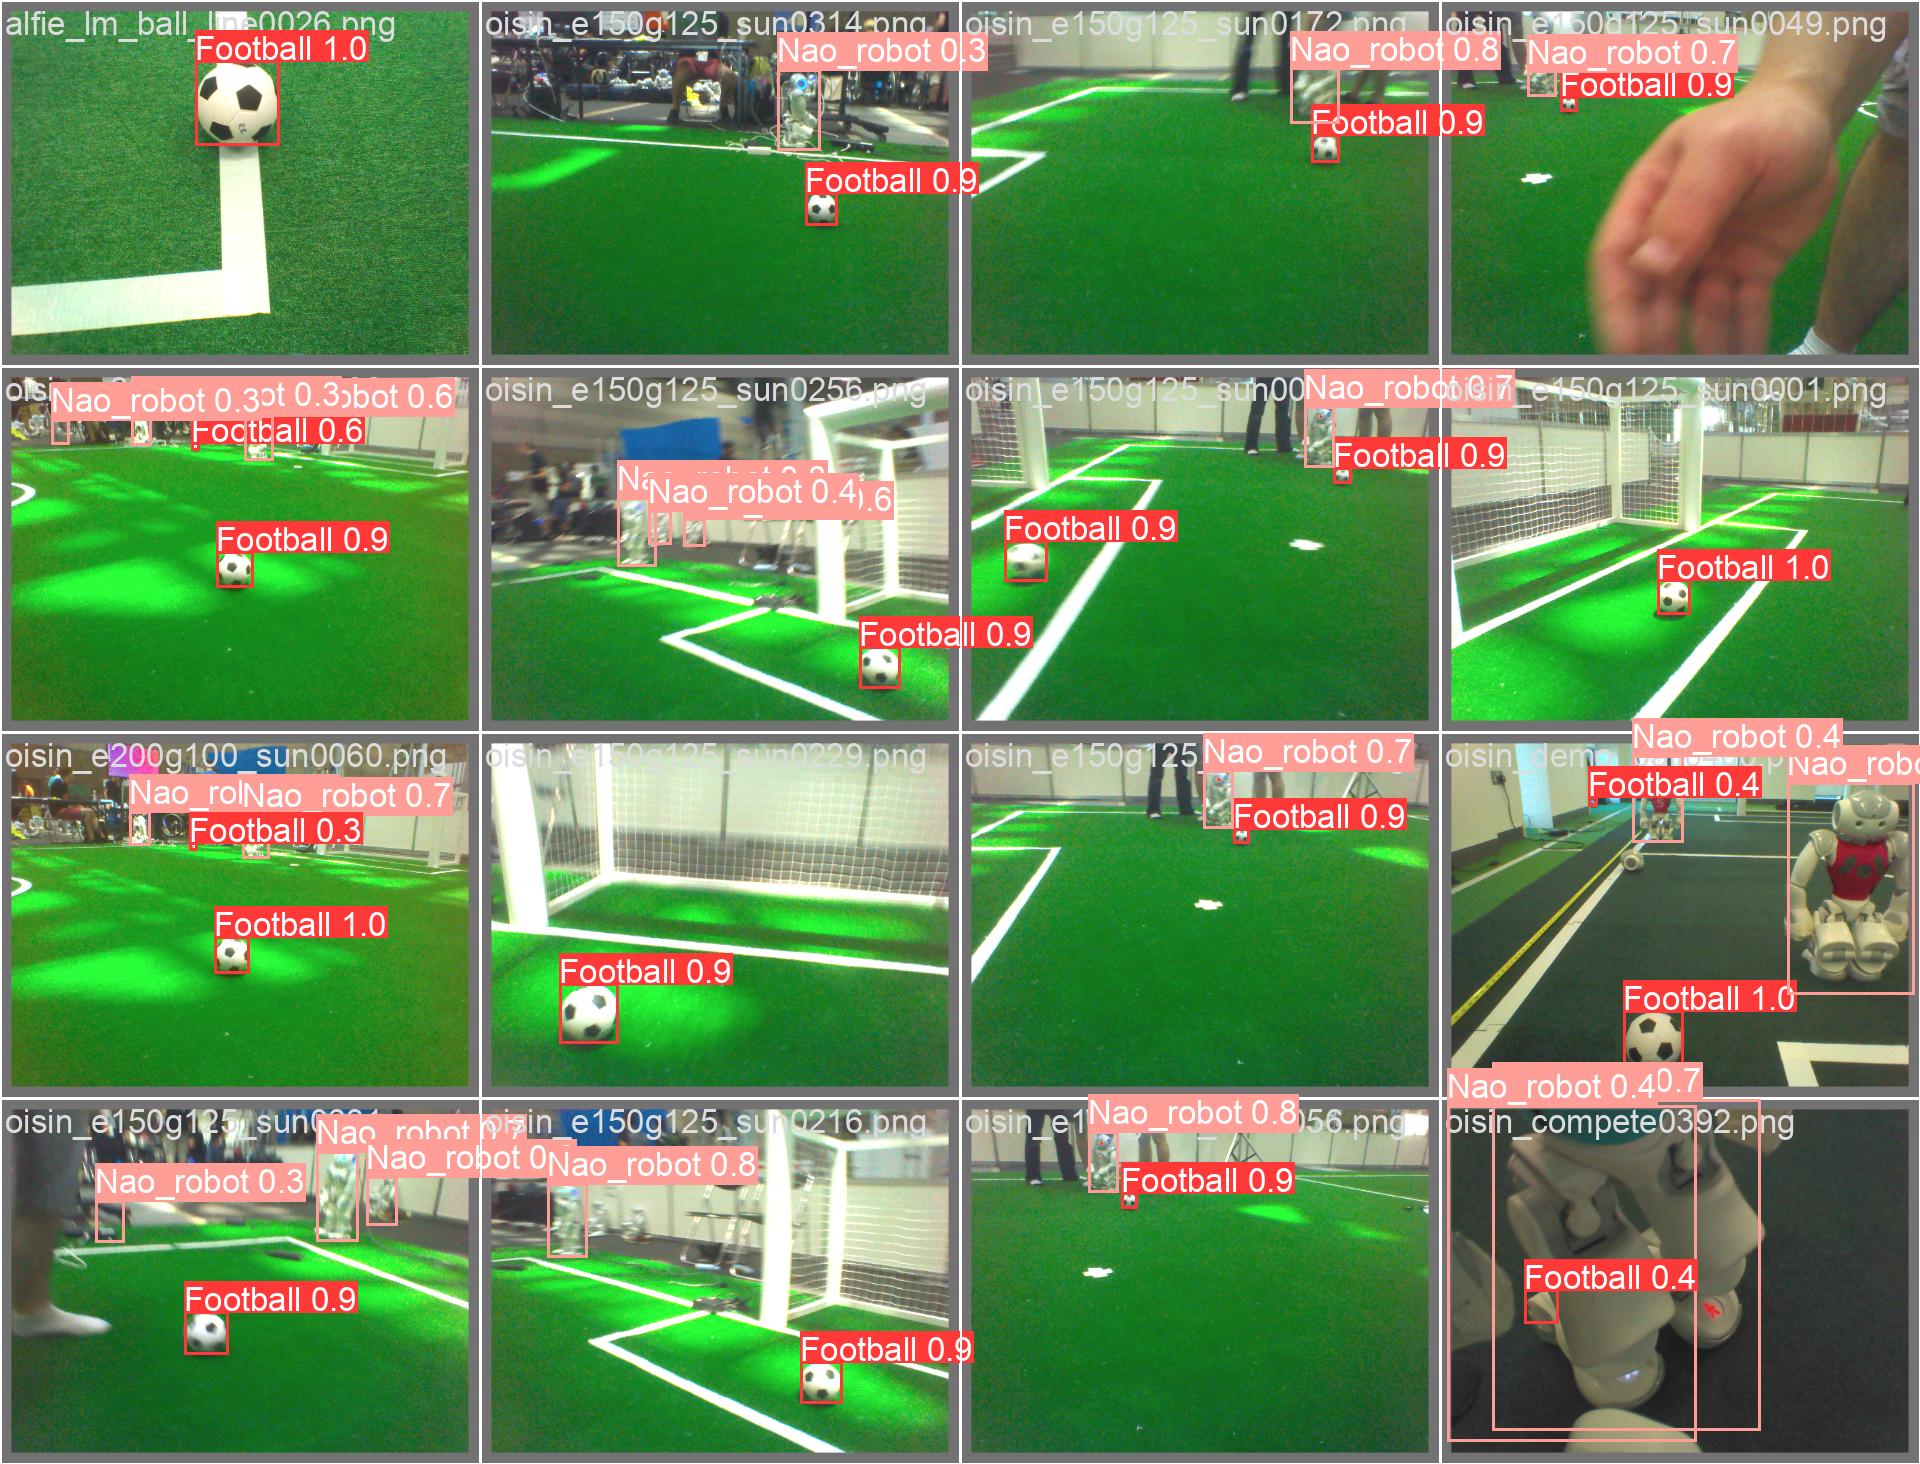 alfie_lm_ball_line0026.png
Football 1.0
oisin_e150g125_sun0314.png
Nao_robot 0.3
Football 0.9
oisin_e150g125_sun0172.png
Nao_robot 0.8
Football 0.9
oisin_e150g125_sun0049.png
Nao_robot 0.7
Football 0.9
Nao_robot 0.3
Football 0.6
Football 0.9
oisin_e150g125_sun0256.png
Nao_robot 0.4
Football 0.9
Nao_robot 0.7
Football 0.9
Football 0.9
oisin_e150g125_sun0001.png
Football 1.0
oisin_e200g100_sun0060.png
Nao_robot 0.7
Football 0.3
Football 1.0
oisin_e150g125_sun0229.png
Football 0.9
oisin_e150g125
Nao_robot 0.7
Football 0.9
Nao_robot 0.4
Football 0.4
Football 1.0
Nao_robot 0.3
Football 0.9
oisin_e150g125_sun0216.png
Nao_robot 0.8
Football 0.9
Nao_robot 0.8
Football 0.9
Nao_robot 0.4
oisin_compete0392.png
Football 0.4